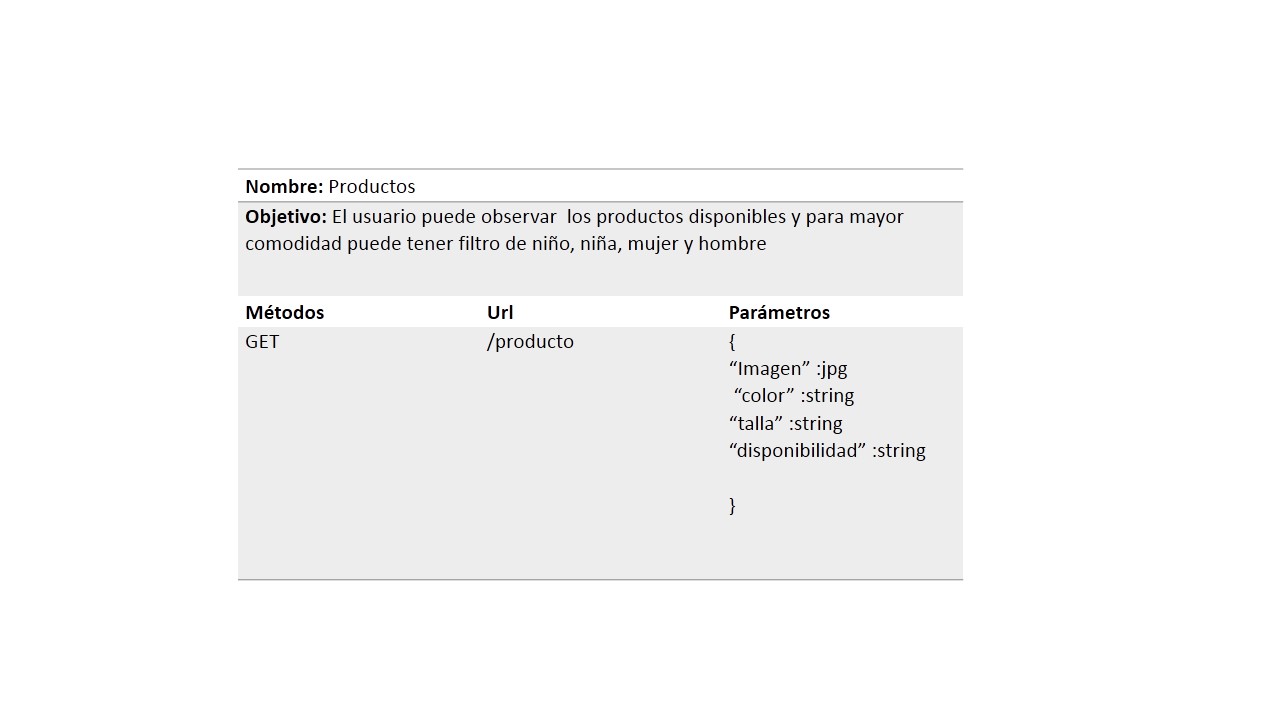 Nombre: Productos
Objetivo: El usuario puede observar  los productos disponibles y para mayor
comodidad puede tener filtro de niño, niña, mujer y hombre
Métodos Url Parámetros
GET /producto {
“Imagen” :jpg
“color” :string
“talla” :string
“disponibilidad” :string
}